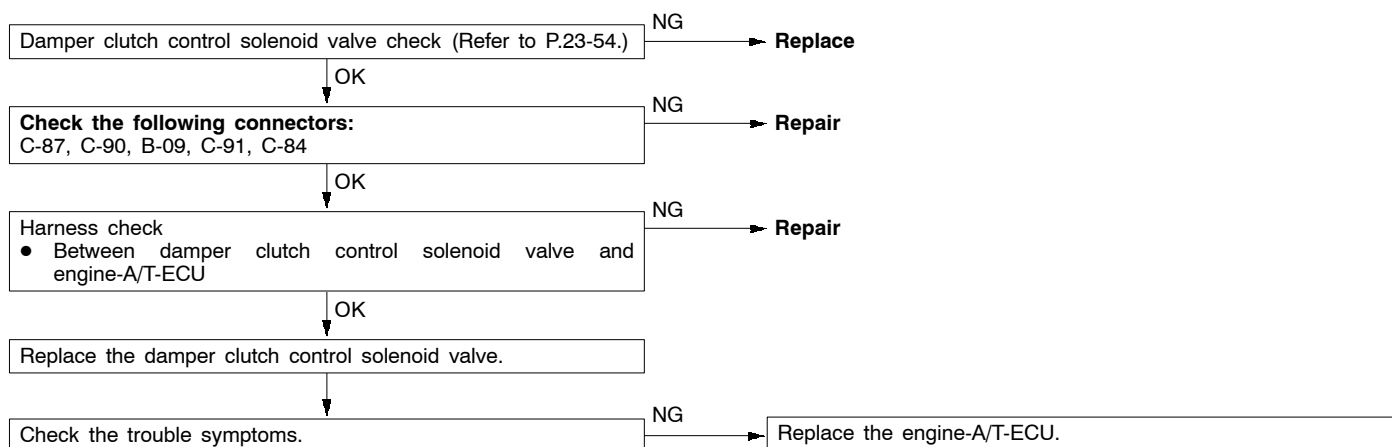 NG
Damper clutch control solenoid valve check (Refer to P.23-54.)
Replace
OK
NG
Check the following connectors:
C-87, C-90, B-09, C-91, C-84
Repair
OK
NG
Harness check
● Between damper clutch control solenoid valve and
engine-A/T-ECU
Repair
OK
Replace the damper clutch control solenoid valve.
NG
Check the trouble symptoms.
Replace the engine-A/T-ECU.